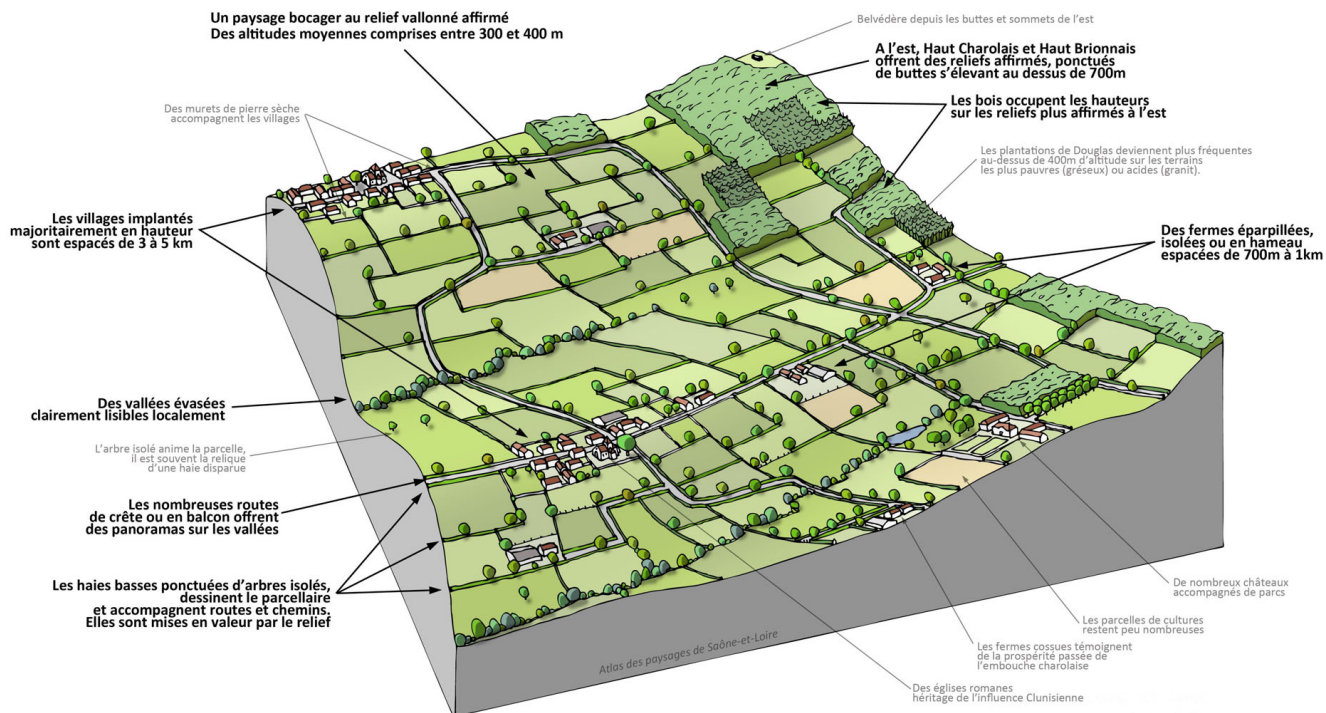 Un paysage bocager au relief vallonné affirmé
Des altitudes moyennes comprises entre 300 et 400 m
Belvédère depuis les buttes et sommets de l'est
A l'est, Haut Charolais et Haut Brionnais
offrent des reliefs affirmés, ponctués
de buttes s'élevant au dessus de 700m
Les bois occupent les hauteurs
sur les reliefs plus affirmés à l'est
Des murets de pierre sèche
accompagnent les villages
Les plantations de Douglas deviennent plus fréquentes
au-dessus de 400m d'altitude sur les terrains
les plus pauvres (gréseux) ou acides (granit).
Les villages implantés
majoritairement en hauteur
sont espacés de 3 à 5 km
Des fermes éparpillées,
isolées ou en hameau
espacées de 700m à 1km
Des vallées évasées
clairement lisibles localement
L'arbre isolé anime la parcelle,
il est souvent la relique
d'une haie disparue
Les nombreuses routes
de crête ou en balcon offrent
des panoramas sur les vallées
Les haies basses ponctuées d'arbres isolés,
dessinent le parcellaire
et accompagnent routes et chemins.
Elles sont mises en valeur par le relief
De nombreux châteaux
accompagnés de parcs
Les parcelles de cultures
restent peu nombreuses
Les fermes cossues témoignent
de la prospérité passée de
l'embouche charolaise
Des églises romanes
héritage de l'influence Clunisienne
Atlas des paysages de Saône-et-Loire